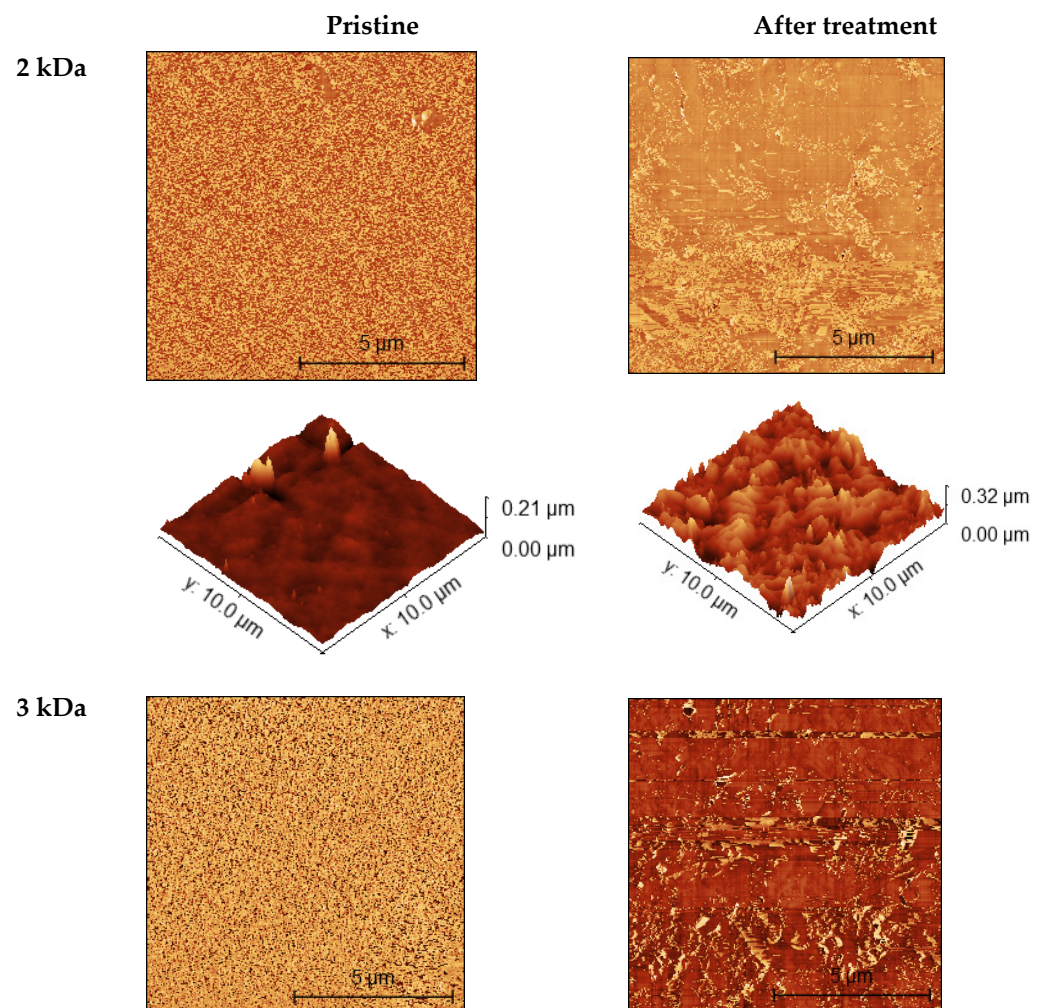 Pristine
After treatment
2 kDa
5 µm
5 µm
0.21 µm
0.00 µm
y: 10.0 µm
x: 10.0 µm
0.32 µm
0.00 µm
y: 10.0 µm
x: 10.0 µm
3 kDa
5 µm
5 µm